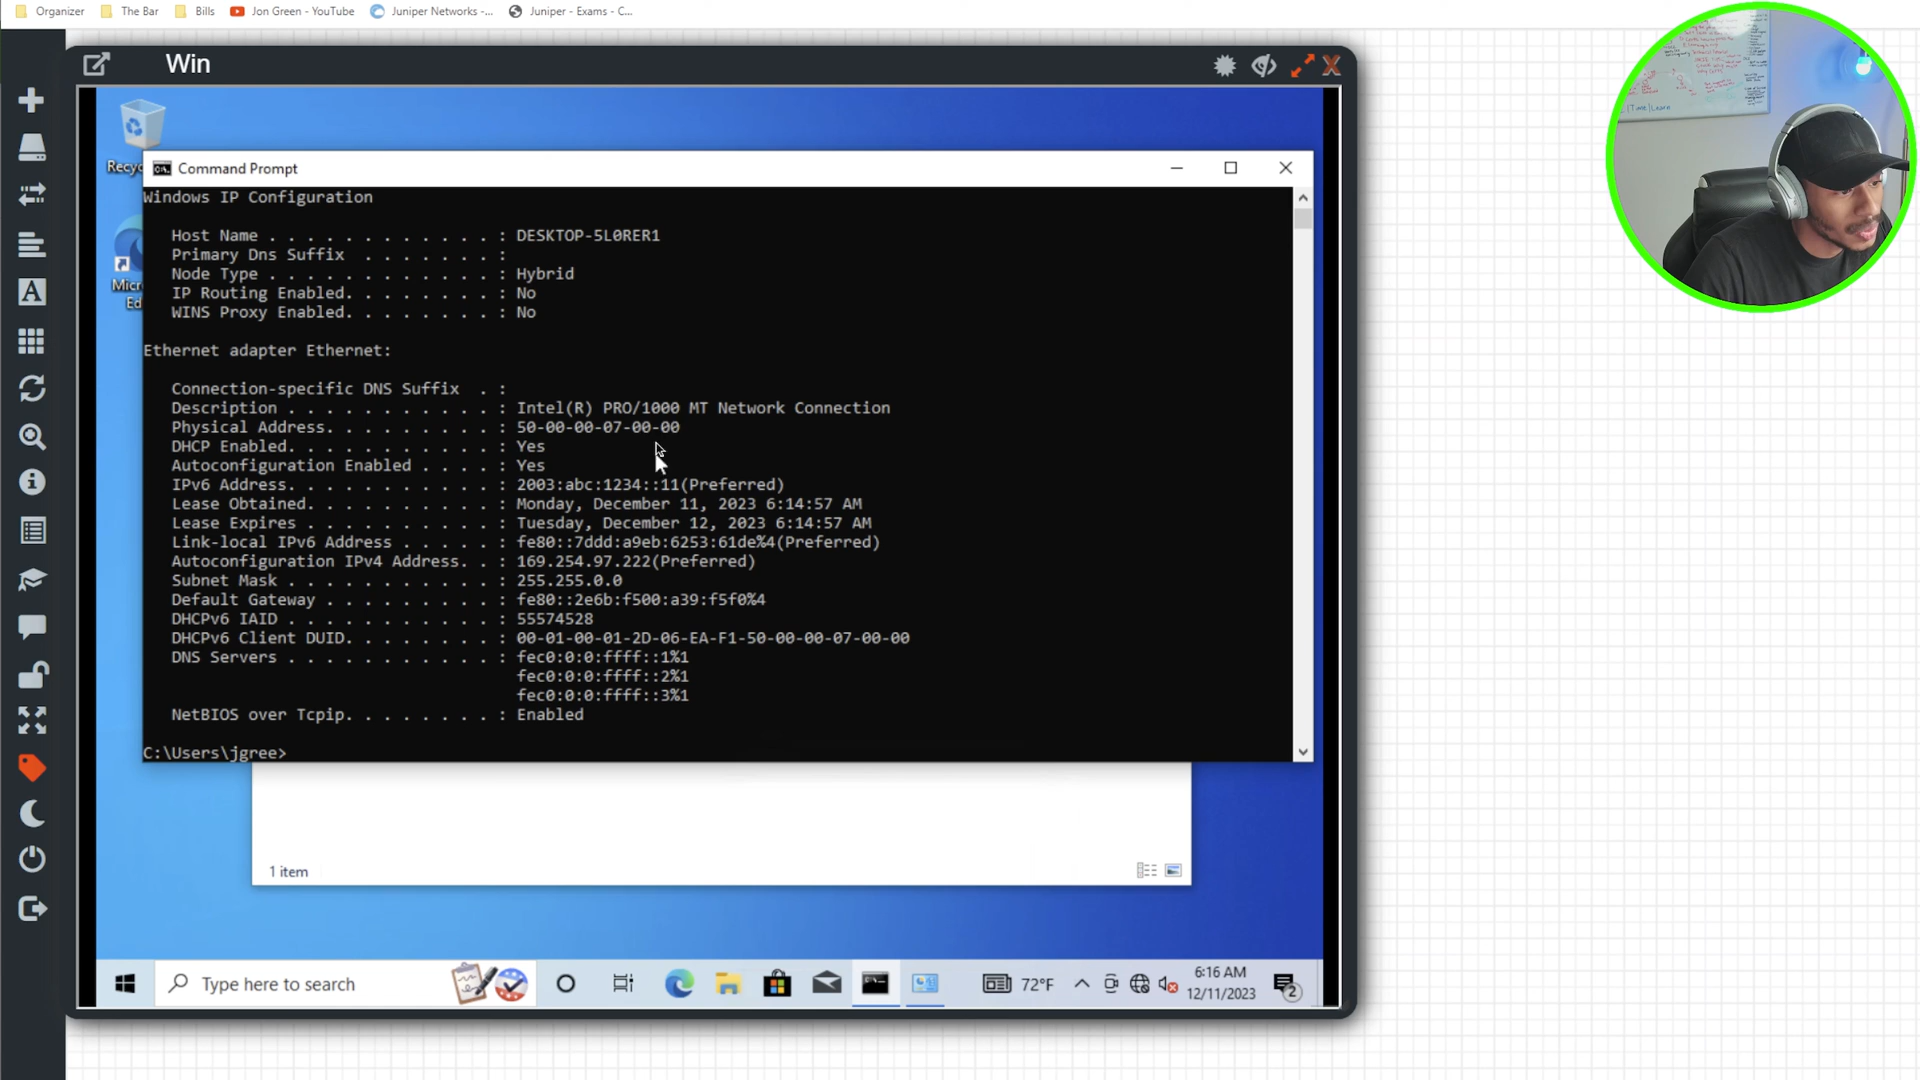 Organizer The Bar Bills Jon Green - YouTube Juniper Networks -... Juniper - Exams - C...
Win
Command Prompt
Windows IP Configuration
Host Name . . . . . . . . . . . . : DESKTOP-5L0RER1
Primary Dns Suffix . . . . . . . :
Node Type . . . . . . . . . . . . : Hybrid
IP Routing Enabled. . . . . . . . : No
WINS Proxy Enabled. . . . . . . . : No
Ethernet adapter Ethernet:
Connection-specific DNS Suffix . :
Description . . . . . . . . . . . : Intel(R) PRO/1000 MT Network Connection
Physical Address. . . . . . . . . : 50-00-00-07-00-00
DHCP Enabled. . . . . . . . . . . : Yes
Autoconfiguration Enabled . . . . : Yes
IPv6 Address. . . . . . . . . . . : 2003:abc:1234::11(Preferred)
Lease Obtained. . . . . . . . . . : Monday, December 11, 2023 6:14:57 AM
Lease Expires . . . . . . . . . . : Tuesday, December 12, 2023 6:14:57 AM
Link-local IPv6 Address . . . . . : fe80::7ddd:a9eb:6253:61de%4(Preferred)
Autoconfiguration IPv4 Address. . : 169.254.97.222(Preferred)
Subnet Mask . . . . . . . . . . . : 255.255.0.0
Default Gateway . . . . . . . . . : fe80::2e6b:f500:a39:f5f0%4
DHCPv6 IAID . . . . . . . . . . . : 55574528
DHCPv6 Client DUID. . . . . . . . : 00-01-00-01-2D-06-EA-F1-50-00-00-07-00-00
DNS Servers . . . . . . . . . . . : fec0:0:0:ffff::1%1
fec0:0:0:ffff::2%1
fec0:0:0:ffff::3%1
NetBIOS over Tcpip. . . . . . . . : Enabled
C:\Users\jgree>
Recyc
Micr
Ed
1 item
Type here to search
72°F
6:16 AM
12/11/2023
2